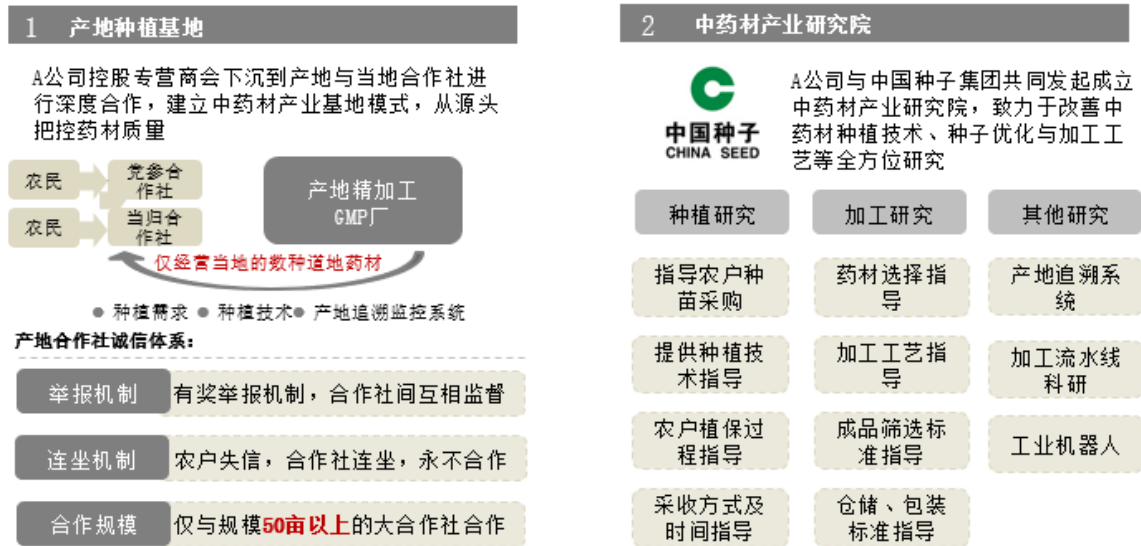 1 产地种植基地
A公司控股专营商会下沉到产地与当地合作社进
行深度合作，建立中药材产业基地模式，从源头
把控药材质量
农民
党参合
作社
农民
当归合
作社
产地精加工
GMP厂
仅经营当地的数种道地药材
● 种植需求 ● 种植技术● 产地追溯监控系统
产地合作社诚信体系：
举报机制
有奖举报机制，合作社间互相监督
连坐机制
农户失信，合作社连坐，永不合作
合作规模
仅与规模50亩以上的大合作社合作
2 中药材产业研究院
中国种子
CHINA SEED
A公司与中国种子集团共同发起成立
中药材产业研究院，致力于改善中
药材种植技术、种子优化与加工工
艺等全方位研究
种植研究
指导农户种
苗采购
提供种植技
术指导
农户植保过
程指导
采收方式及
时间指导
加工研究
药材选择指
导
加工工艺指
导
成品筛选标
准指导
仓储、包装
标准指导
其他研究
产地追溯系
统
加工流水线
科研
工业机器人